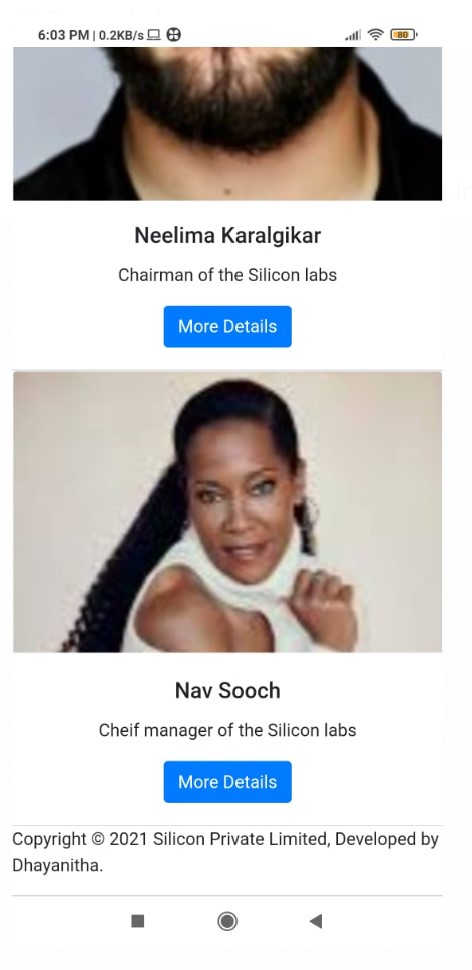 6:03 PM | 0.2KB/s
80
Neelima Karalgikar
Chairman of the Silicon labs
More Details
Nav Sooch
Cheif manager of the Silicon labs
More Details
Copyright © 2021 Silicon Private Limited, Developed by
Dhayanitha.